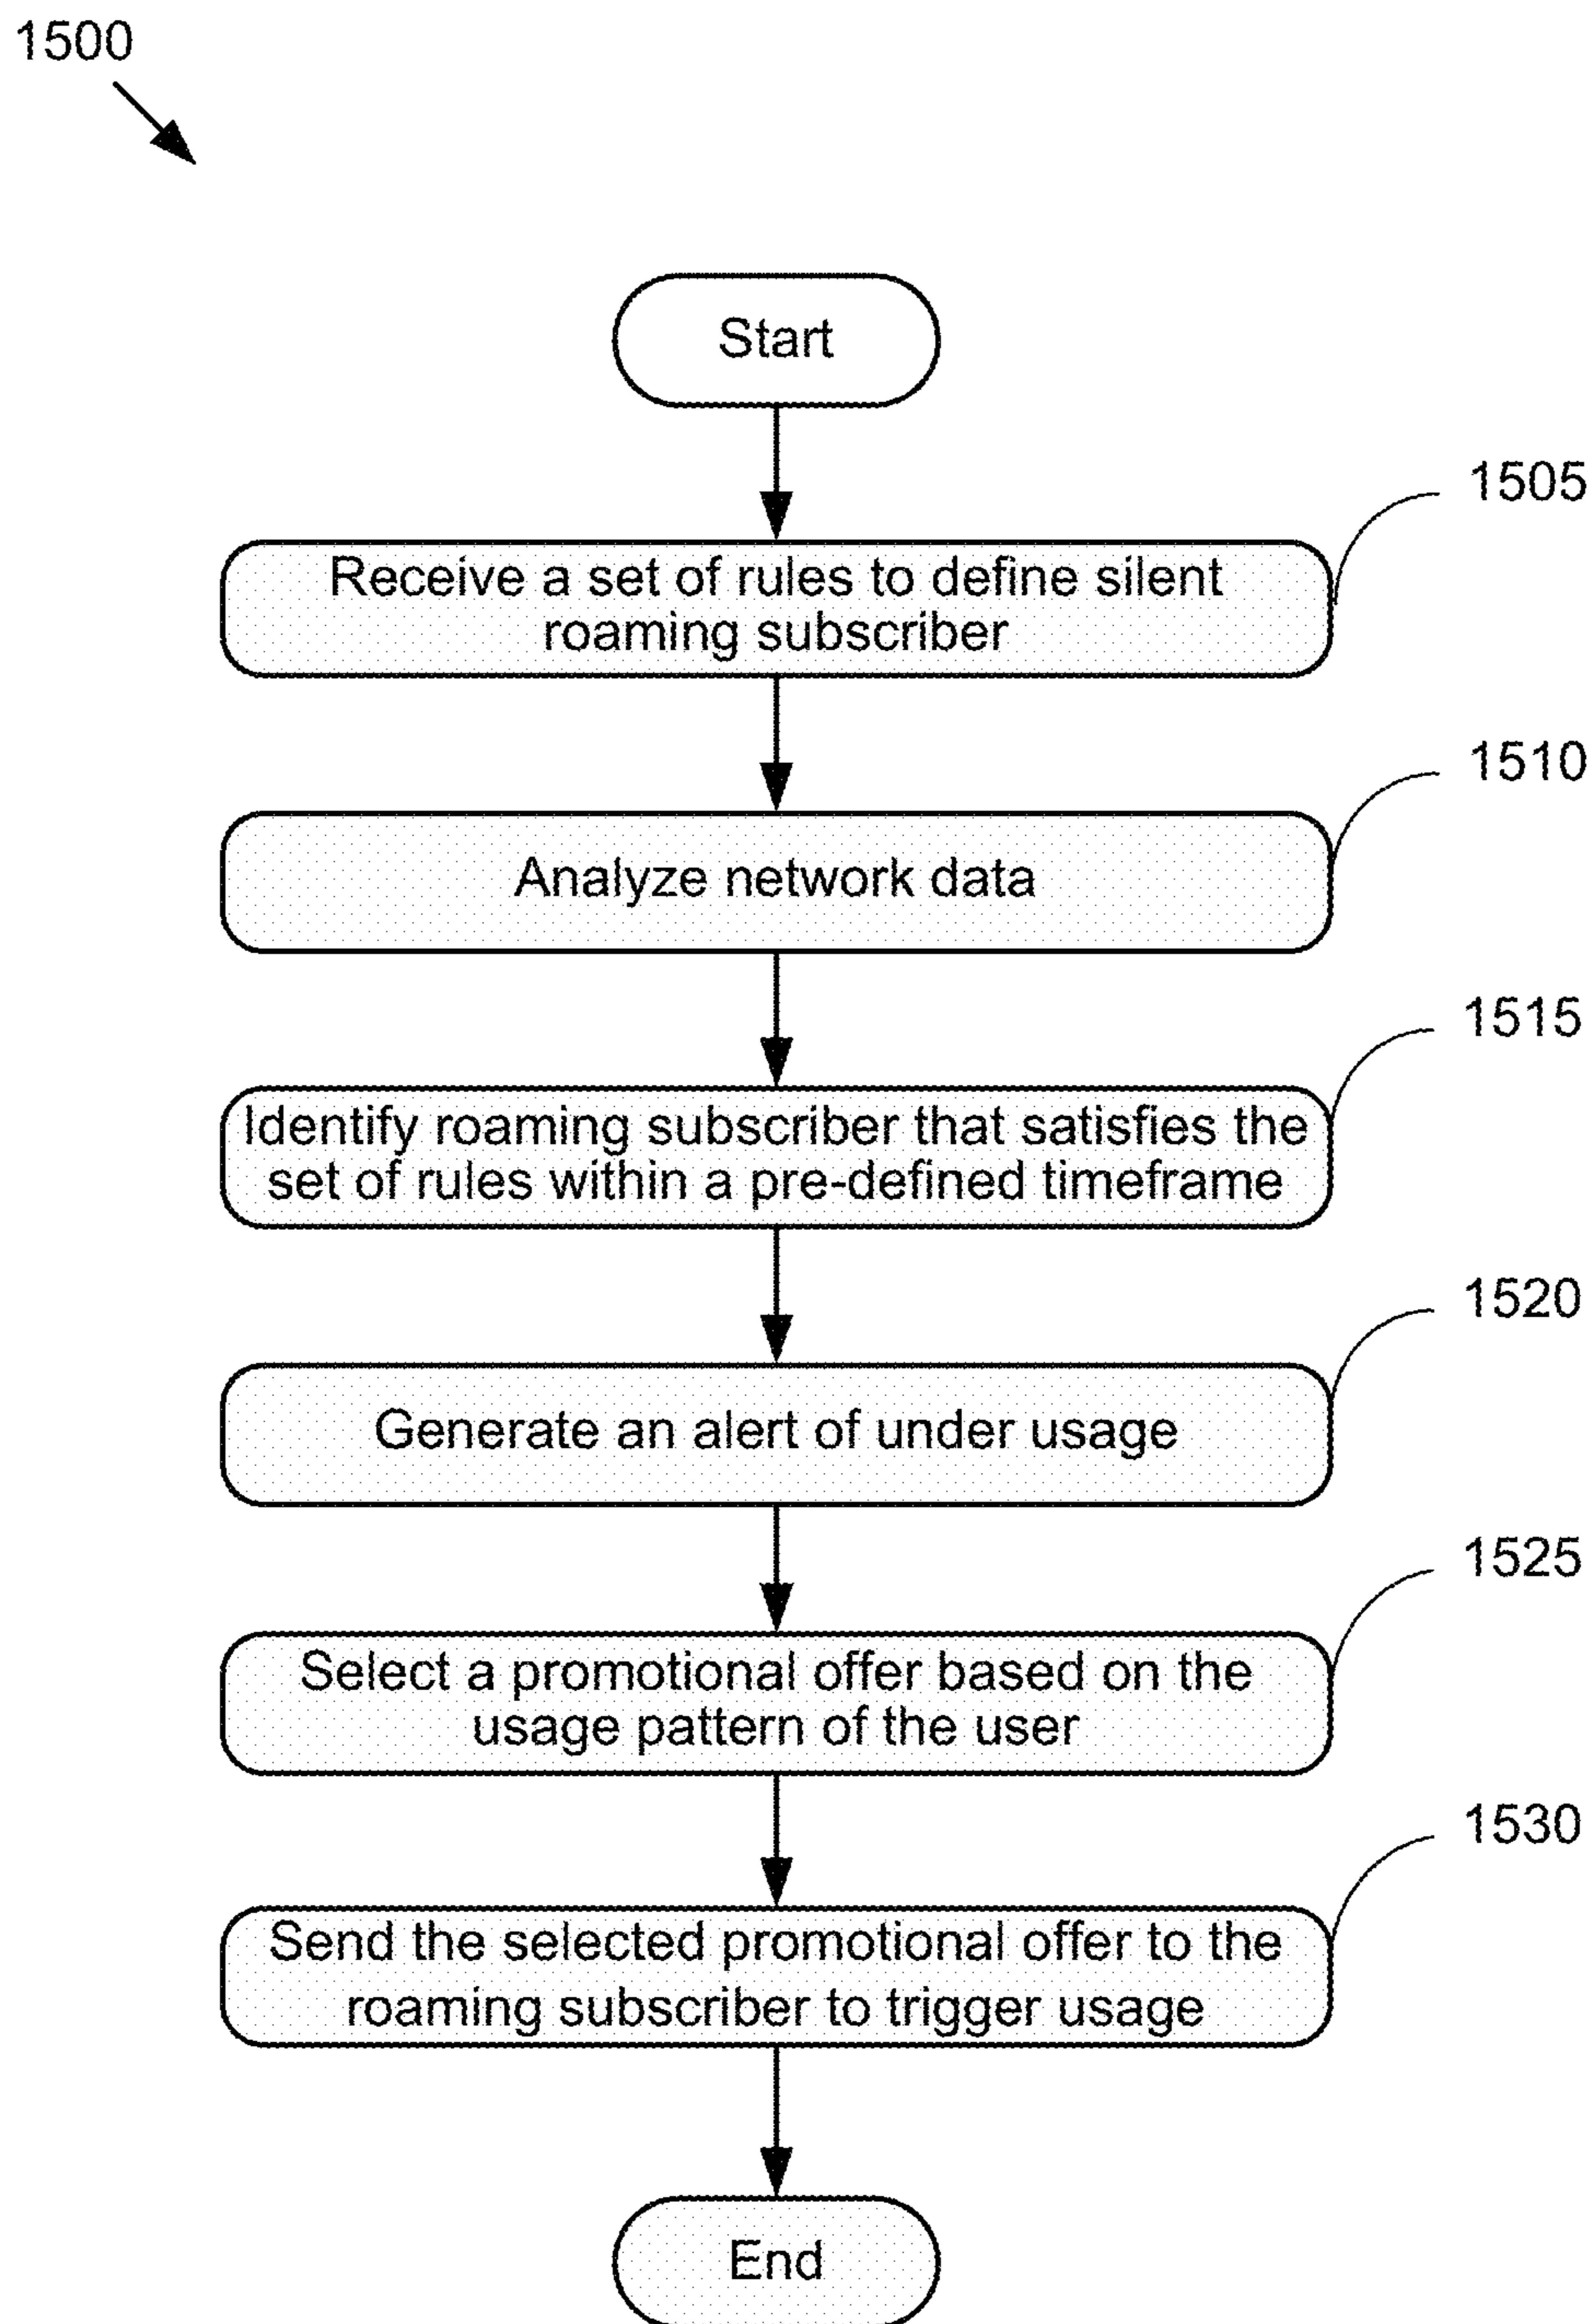 1500
Start
1505
Receive a set of rules to define silent
roaming subscriber
1510
Analyze network data
1515
Identify roaming subscriber that satisfies the
set of rules within a pre-defined timeframe
1520
Generate an alert of under usage
1525
Select a promotional offer based on the
usage pattern of the user
1530
Send the selected promotional offer to the
roaming subscriber to trigger usage
End